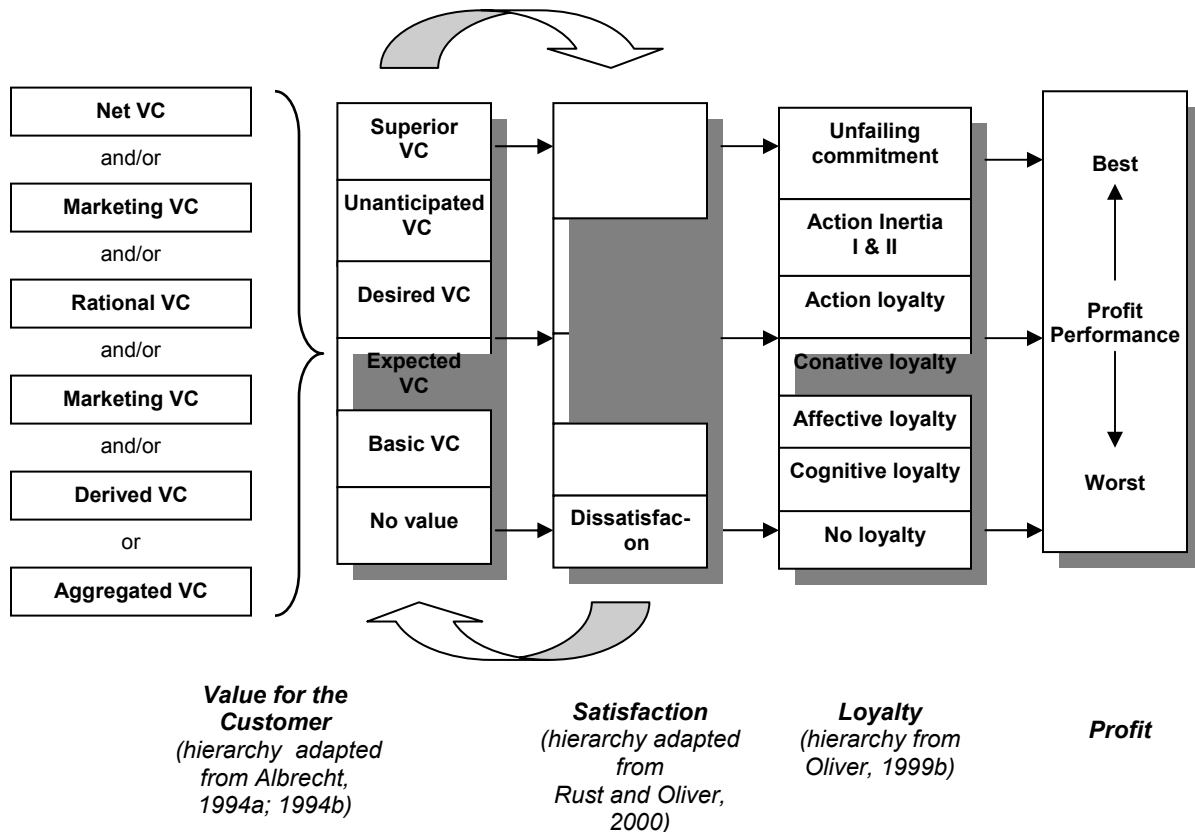 Net VC
and/or
Marketing VC
and/or
Rational VC
and/or
Marketing VC
and/or
Derived VC
or
Aggregated VC
Superior
VC
Unanticipated
VC
Desired VC
Expected
VC
Basic VC
No value
Dissatisfac-
on
Unfailing
commitment
Action Inertia
I & II
Action loyalty
Conative loyalty
Affective loyalty
Cognitive loyalty
No loyalty
Best
Profit
Performance
Worst
Value for the
Customer
(hierarchy adapted
from Albrecht,
1994a; 1994b)
Satisfaction
(hierarchy adapted
from
Rust and Oliver,
2000)
Loyalty
(hierarchy from
Oliver, 1999b)
Profit